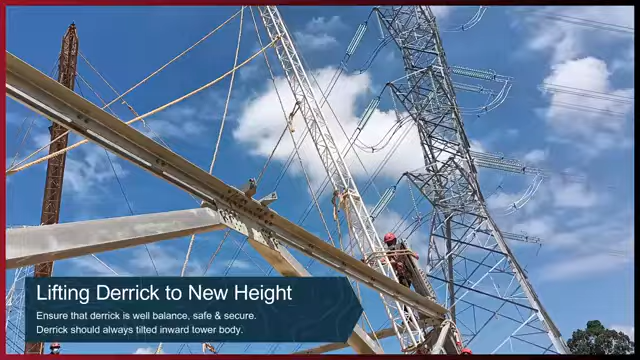 Lifting Derrick to New Height
Ensure that derrick is well balance, safe & secure.
Derrick should always tilted inward tower body.